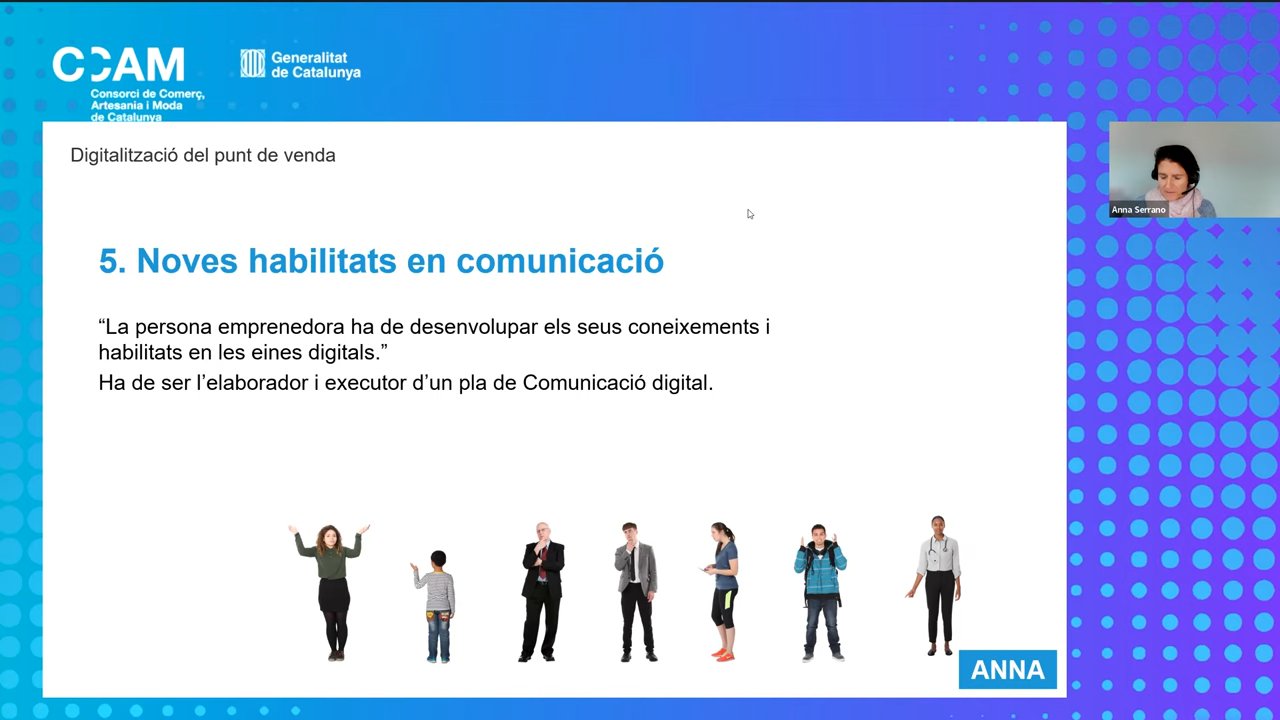 CCAM
Consorci de Comerç,
Artesania i Moda
de Catalunya
Generalitat
de Catalunya
Digitalització del punt de venda
Anna Serrano
5. Noves habilitats en comunicació
“La persona emprenedora ha de desenvolupar els seus coneixements i
habilitats en les eines digitals.”
Ha de ser l’elaborador i executor d’un pla de Comunicació digital.
ANNA